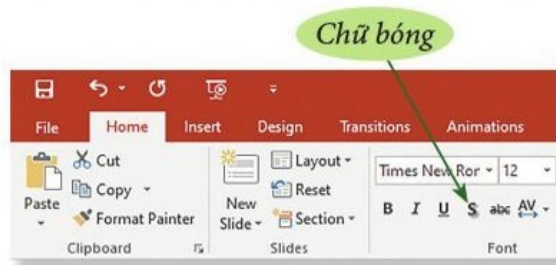 Chữ bóng
File Home Insert Design Transitions Animations
Cut
Copy
Format Painter
Paste
Clipboard
New Slide
Layout
Reset
Section
Slides
Times New Ror 12
B I U S abc AV
Font